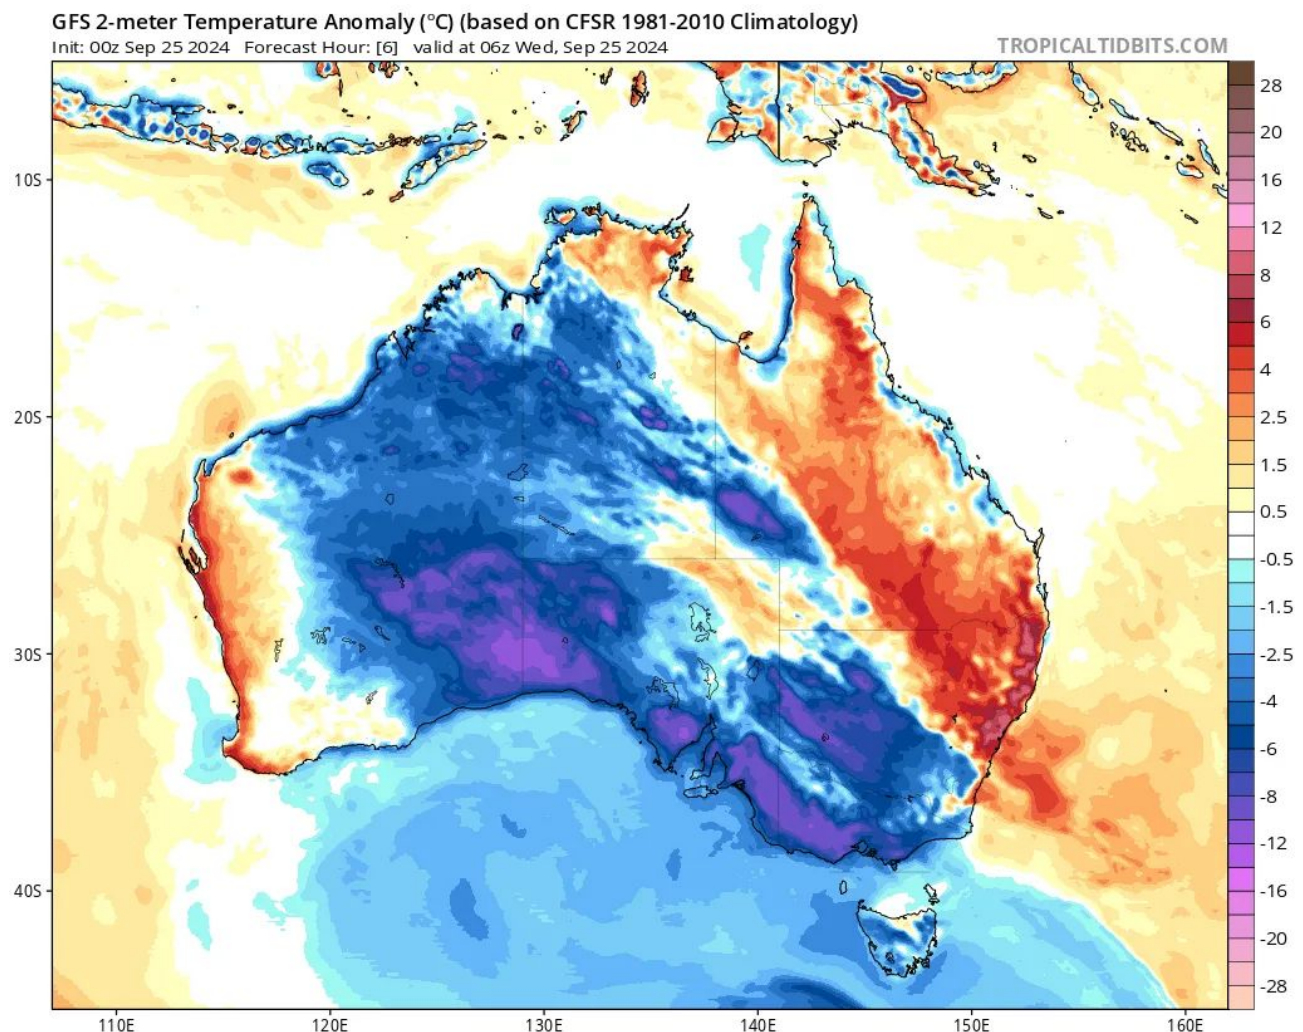 GFS 2-meter Temperature Anomaly (°C) (based on CFSR 1981-2010 Climatology)
Init: 00z Sep 25 2024 Forecast Hour: [6] valid at 06z Wed, Sep 25 2024
TROPICALTIDBITS.COM
10S
20S
30S
40S
110E
120E
130E
140E
150E
160E
28
20
16
12
8
6
4
2.5
1.5
0.5
-0.5
-1.5
-2.5
-4
-6
-8
-12
-16
-20
-28